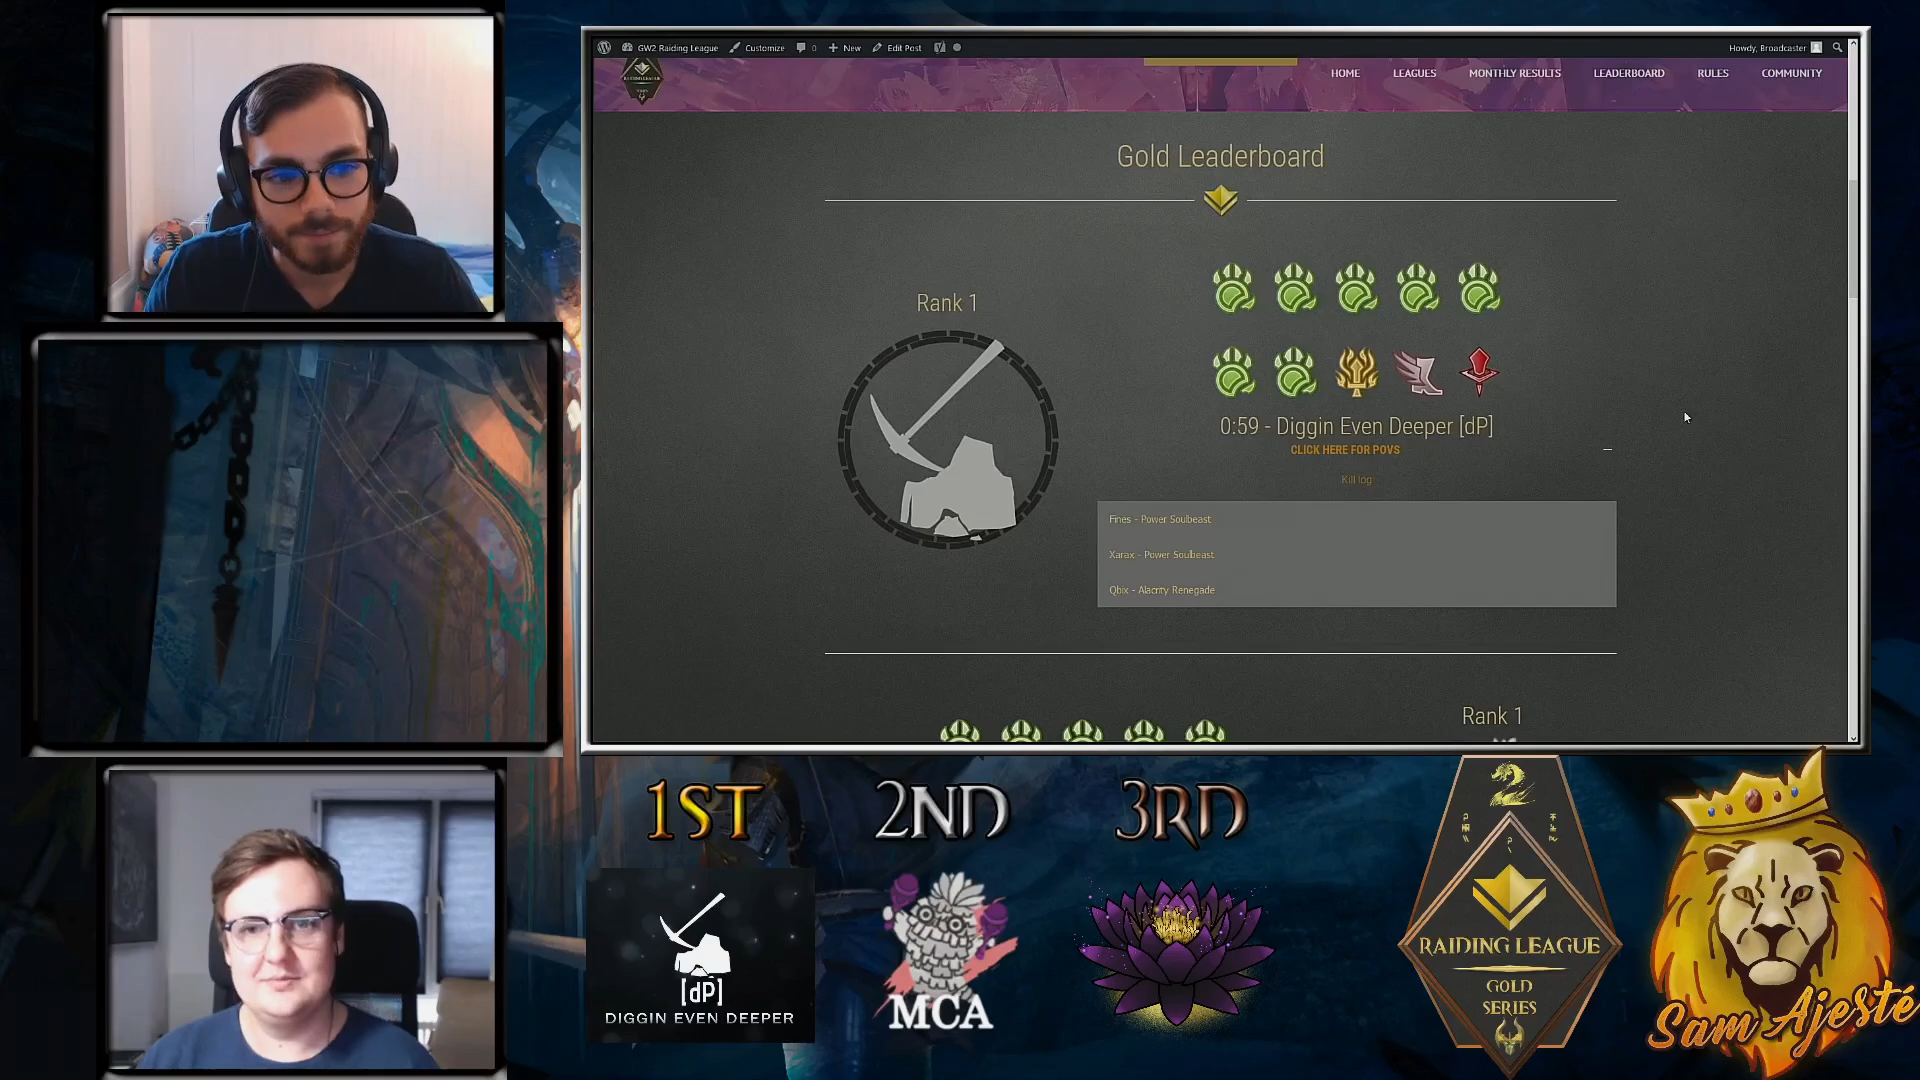 GW2 Raiding League
Customize
0
New
Edit Post
Howdy, Broadcaster
HOME
LEAGUES
MONTHLY RESULTS
LEADERBOARD
RULES
COMMUNITY
Gold Leaderboard
Rank 1
0:59 - Diggin Even Deeper [dP]
CLICK HERE FOR POVS
Kill log
Fines - Power Soulbeast
Xarax - Power Soulbeast
Qbix - Alacrity Renegade
Rank 1
1ST
2ND
3RD
[dP]
DIGGIN EVEN DEEPER
MCA
2
RAIDING LEAGUE
GOLD
SERIES
Sam Ajesté